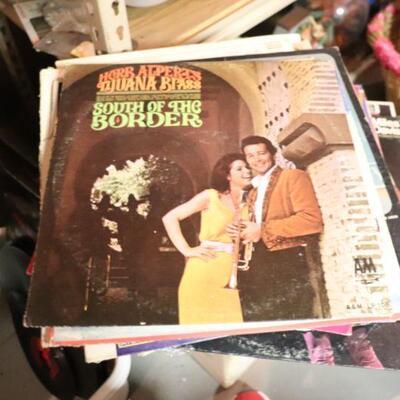 HERB ALPERT'S
TIJUANA BRASS
SOUTH OF THE
BORDER
A&M